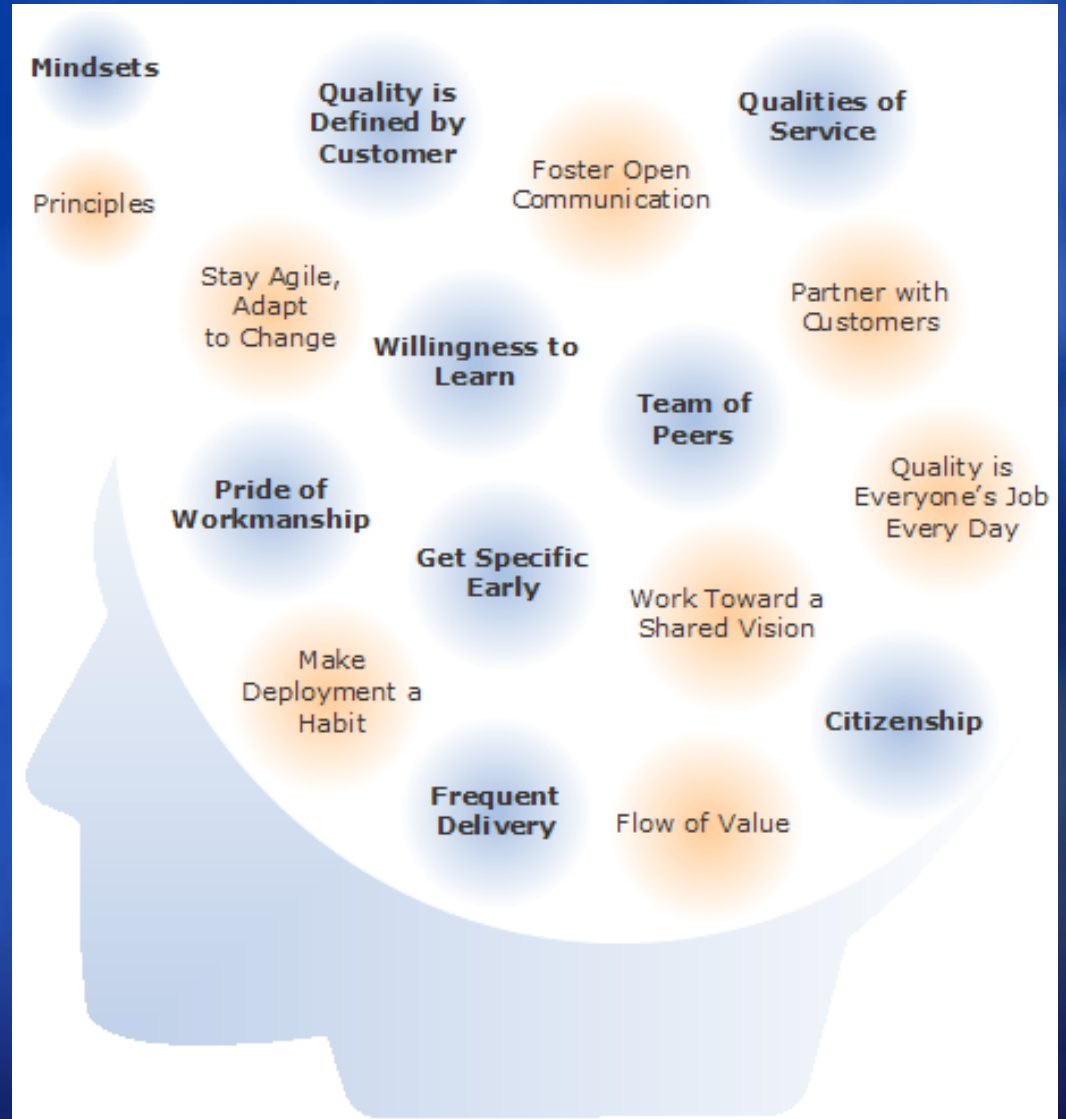 Mindsets
Principles
Quality is
Defined by
Customer
Foster Open
Communication
Qualities of
Service
Stay Agile,
Adapt
to Change
Willingness to
Learn
Team of
Peers
Partner with
Customers
Pride of
Workmanship
Get Specific
Early
Work Toward a
Shared Vision
Quality is
Everyone’s Job
Every Day
Make
Deployment a
Habit
Frequent
Delivery
Flow of Value
Citizenship